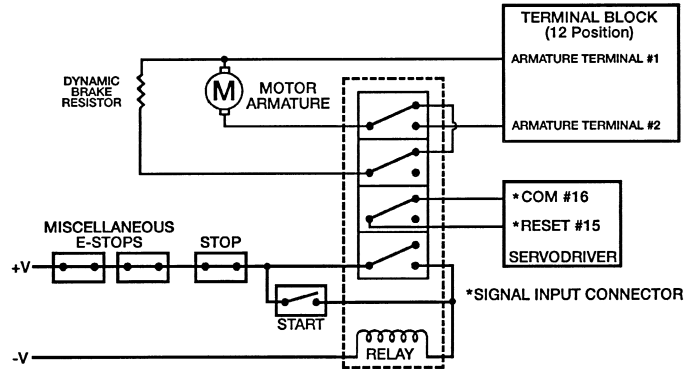 TERMINAL BLOCK
(12 Position)
ARMATURE TERMINAL #1
DYNAMIC
BRAKE
RESISTOR
M
MOTOR
ARMATURE
ARMATURE TERMINAL #2
*COM #16
*RESET #15
SERVODRIVER
MISCELLANEOUS
E-STOPS
STOP
+V
*SIGNAL INPUT CONNECTOR
START
RELAY
-V